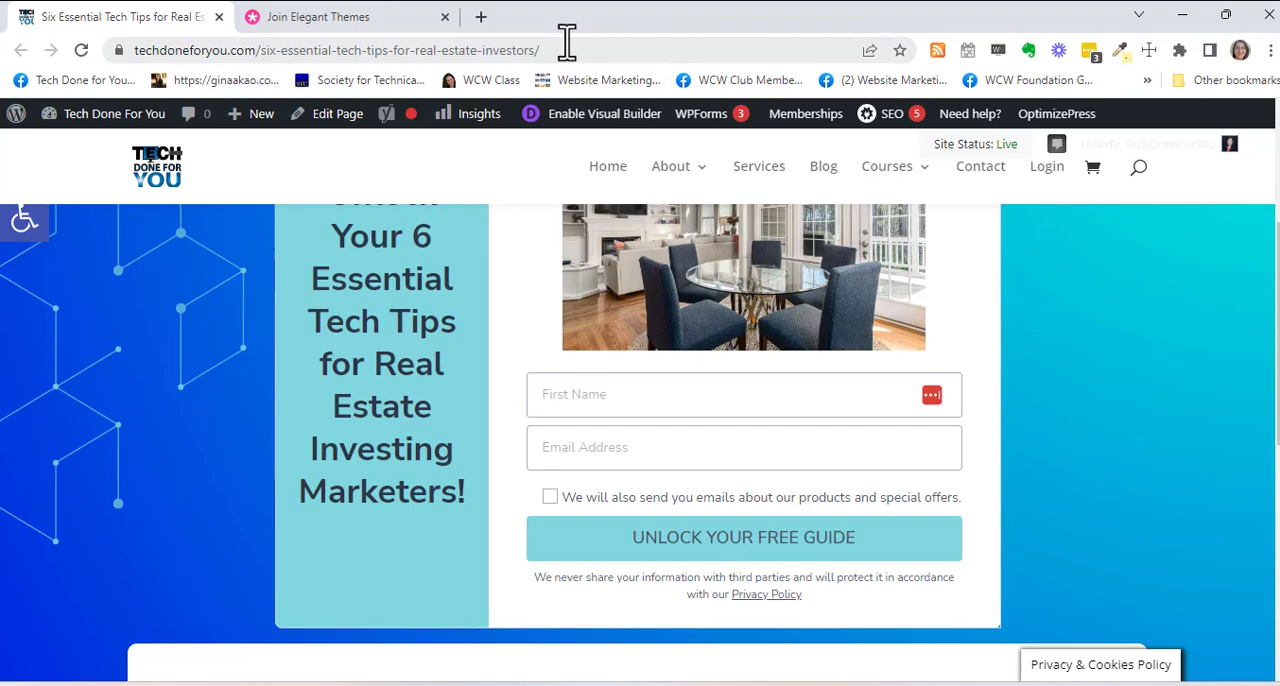 Six Essential Tech Tips for Real Es
Join Elegant Themes
techdoneforyou.com/six-essential-tech-tips-for-real-estate-investors/
3
Tech Done for You...
https://ginaakao.co...
Society for Technica...
WCW Class
Website Marketing...
WCW Club Membe...
(2) Website Marketi...
WCW Foundation G...
»
Other bookmarks
Tech Done For You
0
New
Edit Page
Insights
D
Enable Visual Builder
WPForms
3
Memberships
SEO
5
Need help?
OptimizePress
Site Status: Live
Howdy, TechDoneForYou
TECH
DONE FOR
YOU
Home
About
Services
Blog
Courses
Contact
Login
Unlock
Your 6
Essential
Tech Tips
for Real
Estate
Investing
Marketers!
First Name
Email Address
We will also send you emails about our products and special offers.
UNLOCK YOUR FREE GUIDE
We never share your information with third parties and will protect it in accordance
with our Privacy Policy
Privacy & Cookies Policy